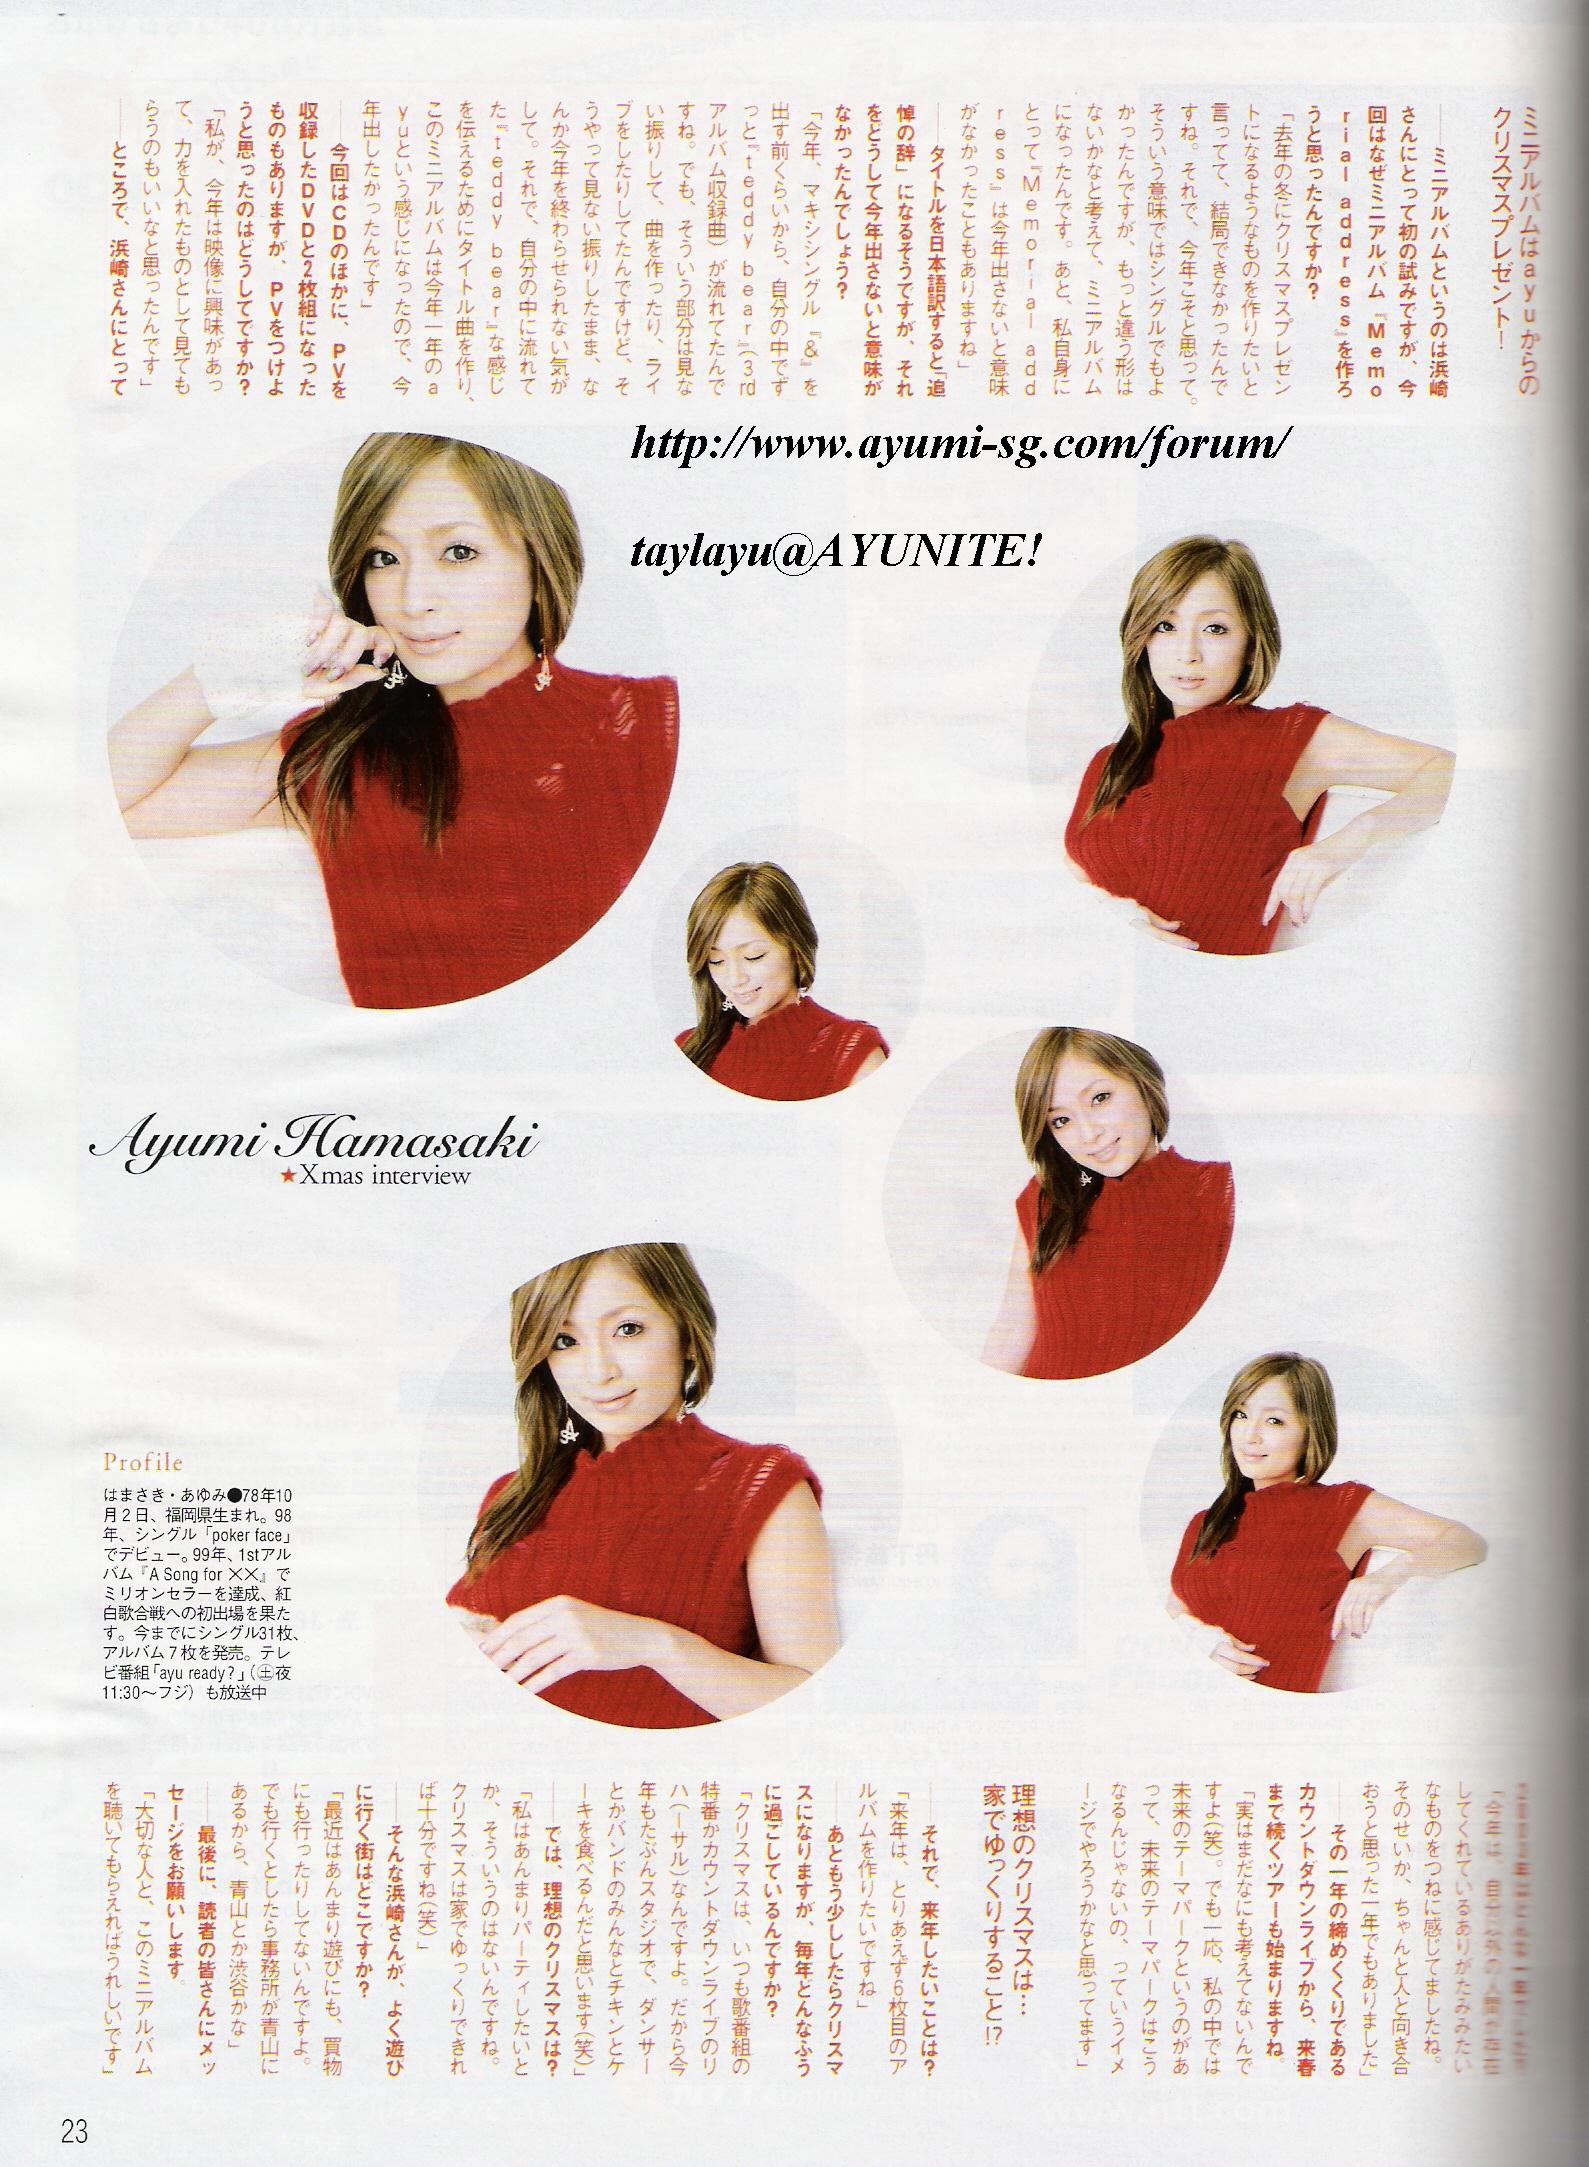 ミニアルバムはayuからの
クリスマスプレゼント！
――ミニアルバムというのは浜崎
さんにとって初の試みですが、今
回はなぜミニアルバム『Memo
rial address』を作ろ
うと思ったんですか？
「去年の冬にクリスマスプレゼン
トになるようなものを作りたいと
言ってて、結局できなかったんで
すね。それで、今年こそと思って。
そういう意味ではシングルでもよ
かったんですが、もっと違う形は
ないかなと考えて、ミニアルバム
になったんです。あと、私自身に
とって『Memorial add
ress』は今年出さないと意味
がなかったこともありますね」
――タイトルを日本語訳すると「追
悼の辞」になるそうですが、それ
をどうして今年出さないと意味が
なかったんでしょう？
「今年、マキシシングル『&』を
出す前くらいから、自分の中でず
っと『teddy bear』(3rd
アルバム収録曲）が流れてたんで
すね。でも、そういう部分は見な
い振りして、曲を作ったり、ライ
ブをしたりしてたんですけど、そ
うやって見ない振りしたまま、な
んか今年を終わらせられない気が
して。それで、自分の中に流れて
た『teddy bear』な感じ
を伝えるためにタイトル曲を作り、
このミニアルバムは今年一年のa
yuという感じになったので、今
年出したかったんです」
――今回はCDのほかに、PVを
収録したDVDと2枚組になった
ものもありますが、PVをつけよ
うと思ったのはどうしてですか？
「私が、今年は映像に興味があっ
て、力を入れたものとして見ても
らうのもいいなと思ったんです」
――ところで、浜崎さんにとって
http://www.ayumi-sg.com/forum/
taylayu@AYUNITE!
Ayumi Hamasaki
★Xmas interview
Profile
はまさき・あゆみ●78年10
月2日、福岡県生まれ。98
年、シングル「poker face」
でデビュー。99年、1stアル
バム『A Song for ××』で
ミリオンセラーを達成、紅
白歌合戦への初出場を果た
す。今までにシングル31枚、
アルバム7枚を発売。テレ
ビ番組「ayu ready?」(㊏夜
11:30～フジ）も放送中
「今年は、自分以外の人間や存在
してくれているありがたみみたい
なものをつねに感じてましたね。
そのせいか、ちゃんと人と向き合
おうと思った一年でもありました」
――その一年の締めくくりである
カウントダウンライブから、来春
まで続くツアーも始まりますね。
「実はまだなにも考えてないんで
すよ(笑)。でも一応、私の中では
未来のテーマパークというのがあ
って、未来のテーマパークはこう
なるんじゃないの、っていうイメ
ージでやろうかなと思ってます」
理想のクリスマスは…
家でゆっくりすること!?
――それで、来年したいことは？
「来年は、とりあえず6枚目のア
ルバムを作りたいですね」
――あともう少ししたらクリスマ
スになりますが、毎年どんなふう
に過ごしているんですか？
「クリスマスは、いつも歌番組の
特番かカウントダウンライブのリ
ハ(ーサル)なんですよ。だから今
年もたぶんスタジオで、ダンサー
とかバンドのみんなとチキンとケ
ーキを食べるんだと思います(笑)」
――では、理想のクリスマスは？
「私はあんまりパーティしたいと
か、そういうのはないんですね。
クリスマスは家でゆっくりできれ
ば十分ですね(笑)」
――そんな浜崎さんが、よく遊び
に行く街はどこですか？
「最近はあんまり遊びにも、買物
にも行ったりしてないんですよ。
でも行くとしたら事務所が青山に
あるから、青山とか渋谷かな」
――最後に、読者の皆さんにメッ
セージをお願いします。
「大切な人と、このミニアルバム
を聴いてもらえればうれしいです」
23